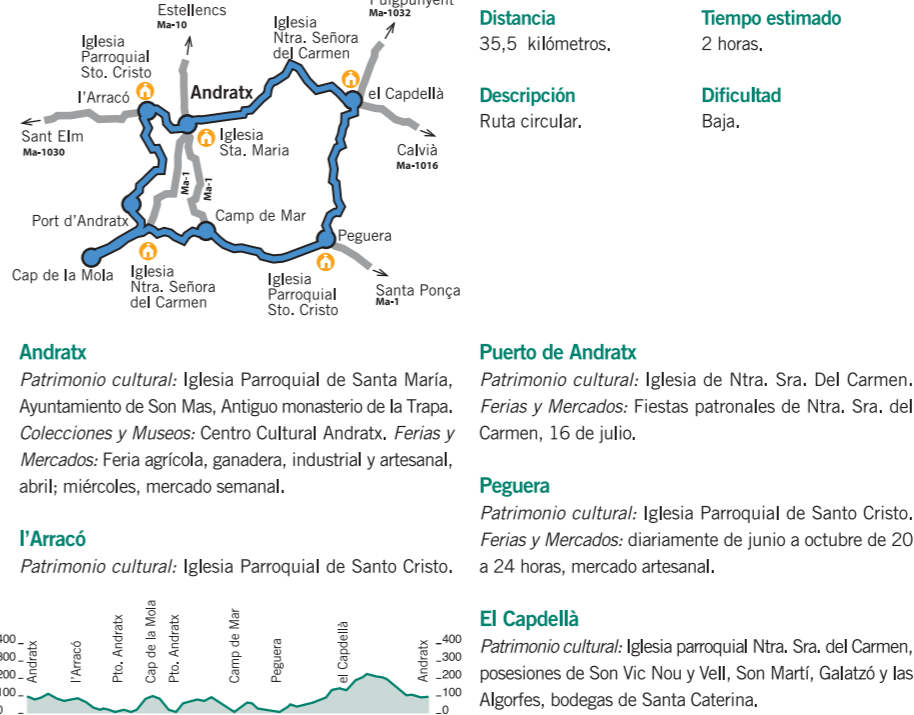 Estellencs
Ma-10
Puigpunyent
Ma-1032
Iglesia
Parroquial
Sto. Cristo
Iglesia
Ntra. Señora
del Carmen
l'Arracó
Andratx
el Capdellà
Sant Elm
Ma-1030
Iglesia
Sta. Maria
Calvià
Ma-1016
Ma-1
Ma-1
Port d'Andratx
Camp de Mar
Peguera
Cap de la Mola
Iglesia
Ntra. Señora
del Carmen
Iglesia
Parroquial
Sto. Cristo
Santa Ponça
Ma-1
Distancia
35,5 kilómetros.
Tiempo estimado
2 horas.
Descripción
Ruta circular.
Dificultad
Baja.
Andratx
Patrimonio cultural: Iglesia Parroquial de Santa María,
Ayuntamiento de Son Mas, Antiguo monasterio de la Trapa.
Colecciones y Museos: Centro Cultural Andratx. Ferias y
Mercados: Feria agrícola, ganadera, industrial y artesanal,
abril; miércoles, mercado semanal.
l'Arracó
Patrimonio cultural: Iglesia Parroquial de Santo Cristo.
400
300
200
100
0
Andratx
l'Arracó
Pto. Andratx
Cap de la Mola
Pto. Andratx
Camp de Mar
Peguera
el Capdellà
Andratx
400
300
200
100
0
Puerto de Andratx
Patrimonio cultural: Iglesia de Ntra. Sra. Del Carmen.
Ferias y Mercados: Fiestas patronales de Ntra. Sra. del
Carmen, 16 de julio.
Peguera
Patrimonio cultural: Iglesia Parroquial de Santo Cristo.
Ferias y Mercados: diariamente de junio a octubre de 20
a 24 horas, mercado artesanal.
El Capdellà
Patrimonio cultural: Iglesia parroquial Ntra. Sra. del Carmen,
posesiones de Son Vic Nou y Vell, Son Martí, Galatzó y las
Algorfes, bodegas de Santa Caterina.